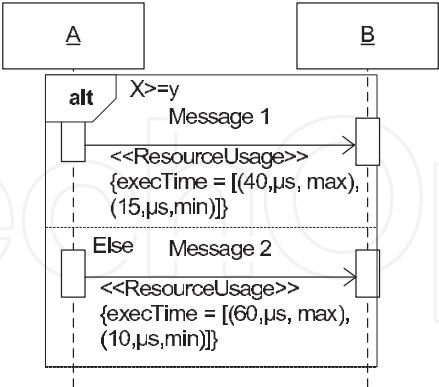 A
B
alt
X>=y
Message 1
<<ResourceUsage>>
{execTime = [(40,µs, max),
(15,µs,min)]}
Else
Message 2
<<ResourceUsage>>
{execTime = [(60,µs, max),
(10,µs,min)]}